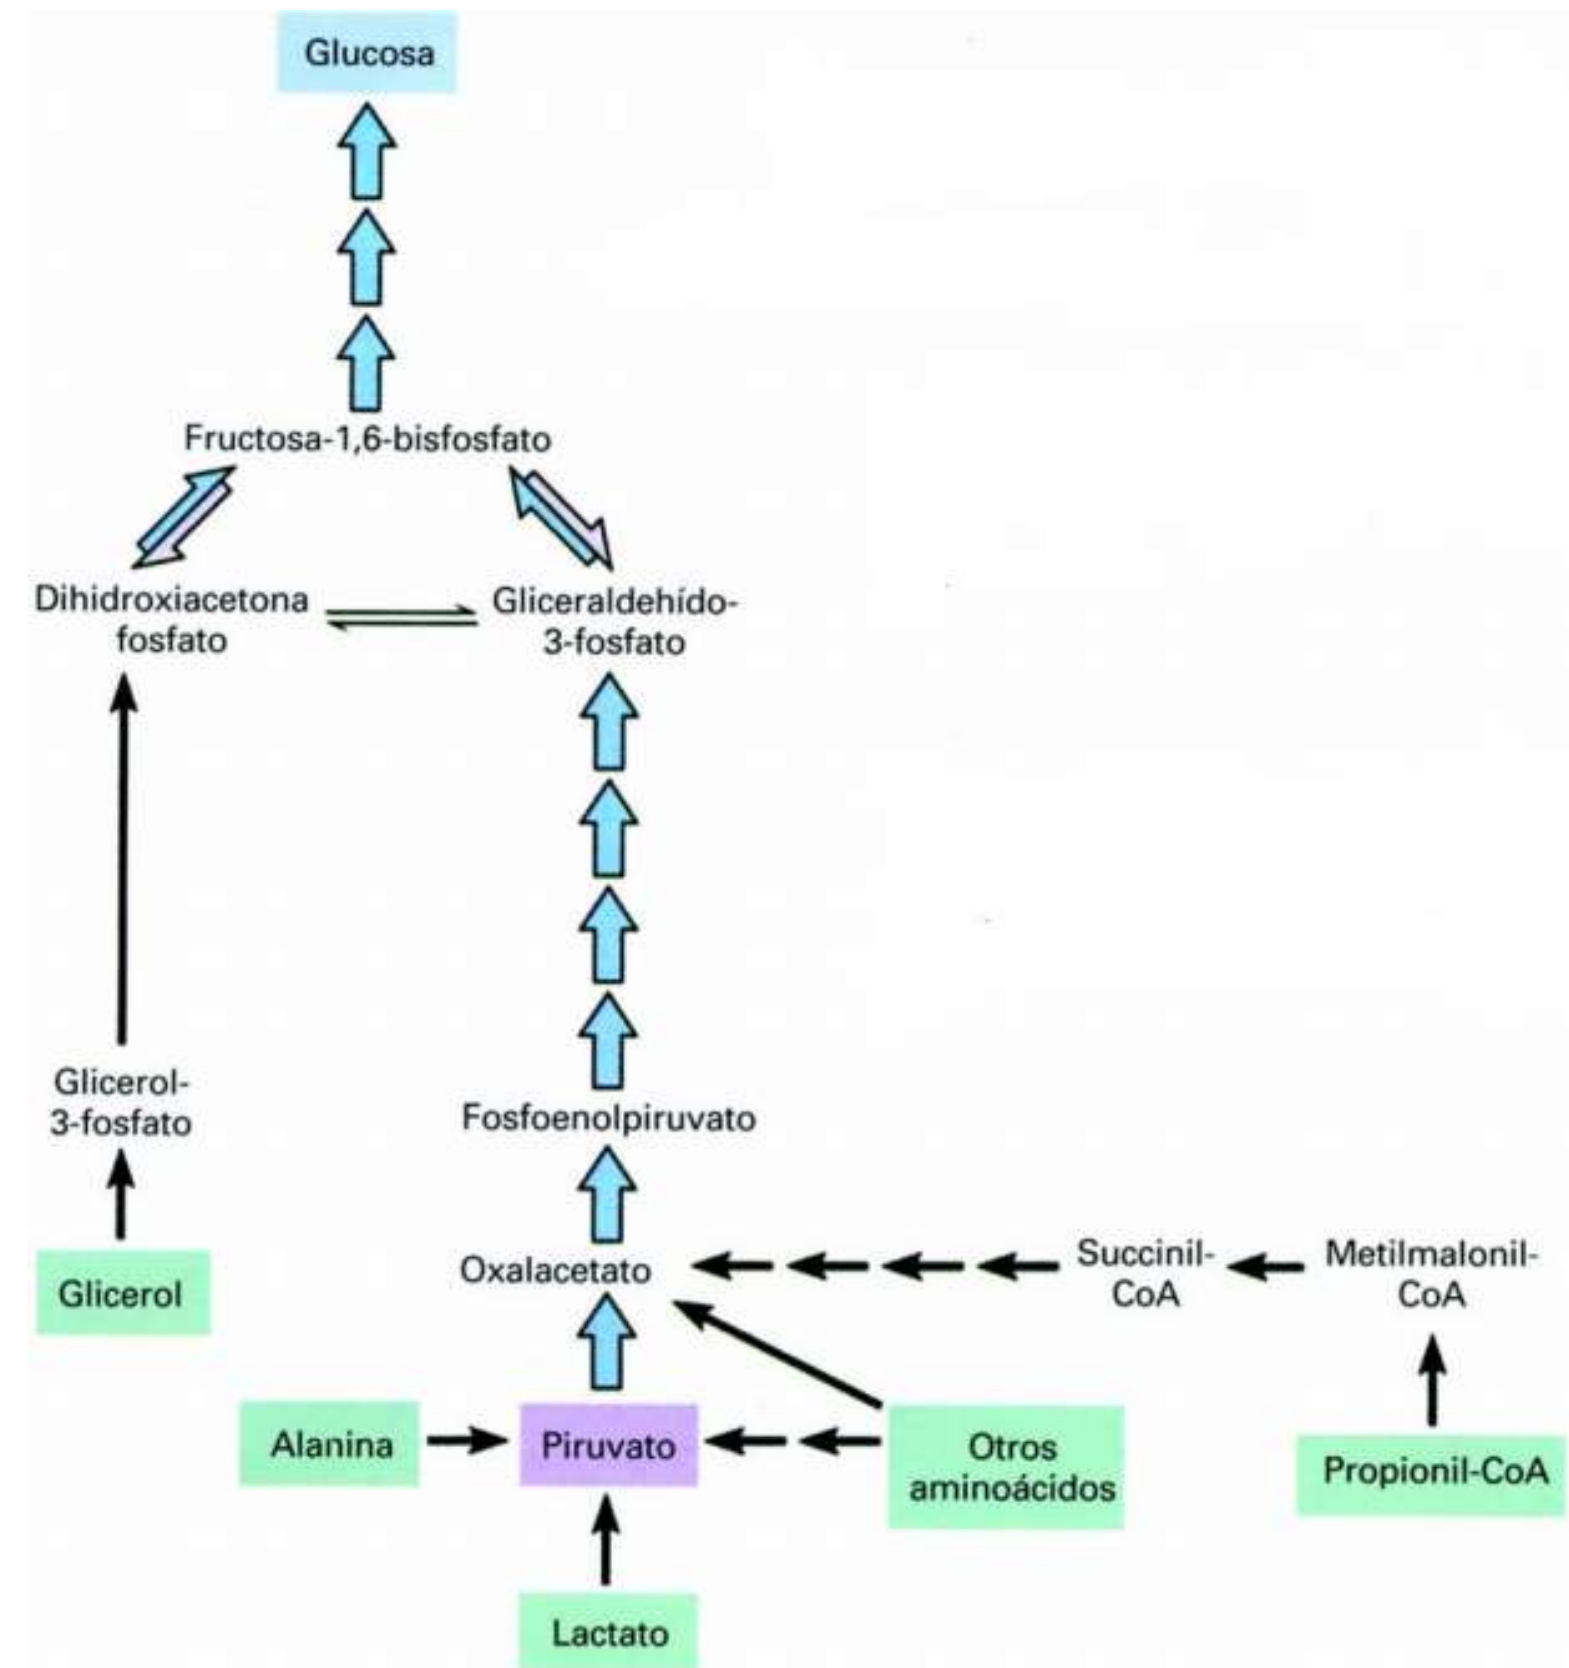 Glucosa
Fructosa-1,6-bisfosfato
Dihidroxiacetona
fosfato
Gliceraldehído-
3-fosfato
Glicerol-
3-fosfato
Fosfoenolpiruvato
Glicerol
Oxalacetato
Succinil-
CoA
Metilmalonil-
CoA
Alanina
Piruvato
Otros
aminoácidos
Propionil-CoA
Lactato